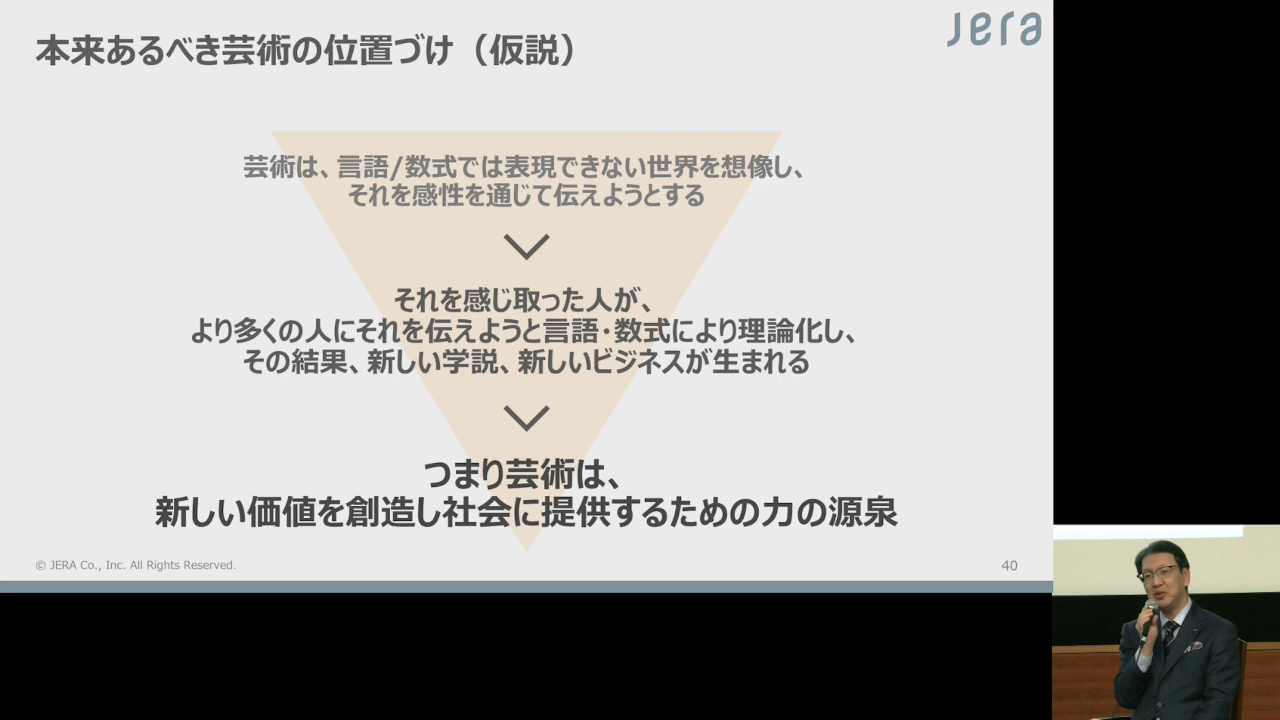 本来あるべき芸術の位置づけ（仮説）
Jera
芸術は、言語/数式では表現できない世界を想像し、
それを感性を通じて伝えようとする
それを感じ取った人が、
より多くの人にそれを伝えようと言語・数式により理論化し、
その結果、新しい学説、新しいビジネスが生まれる
つまり芸術は、
新しい価値を創造し社会に提供するための力の源泉
© JERA Co., Inc. All Rights Reserved.
40